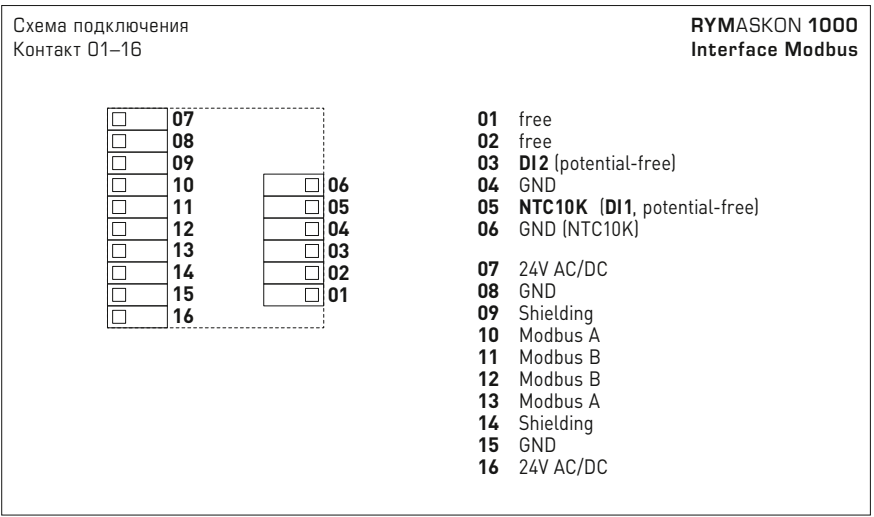 Схема подключения
Контакт 01–16
RYMASKON 1000
Interface Modbus
07
08
09
10
11
12
13
14
15
16
06
05
04
03
02
01
01 free
02 free
03 DI2 (potential-free)
04 GND
05 NTC10K (DI1, potential-free)
06 GND (NTC10K)
07 24V AC/DC
08 GND
09 Shielding
10 Modbus A
11 Modbus B
12 Modbus B
13 Modbus A
14 Shielding
15 GND
16 24V AC/DC